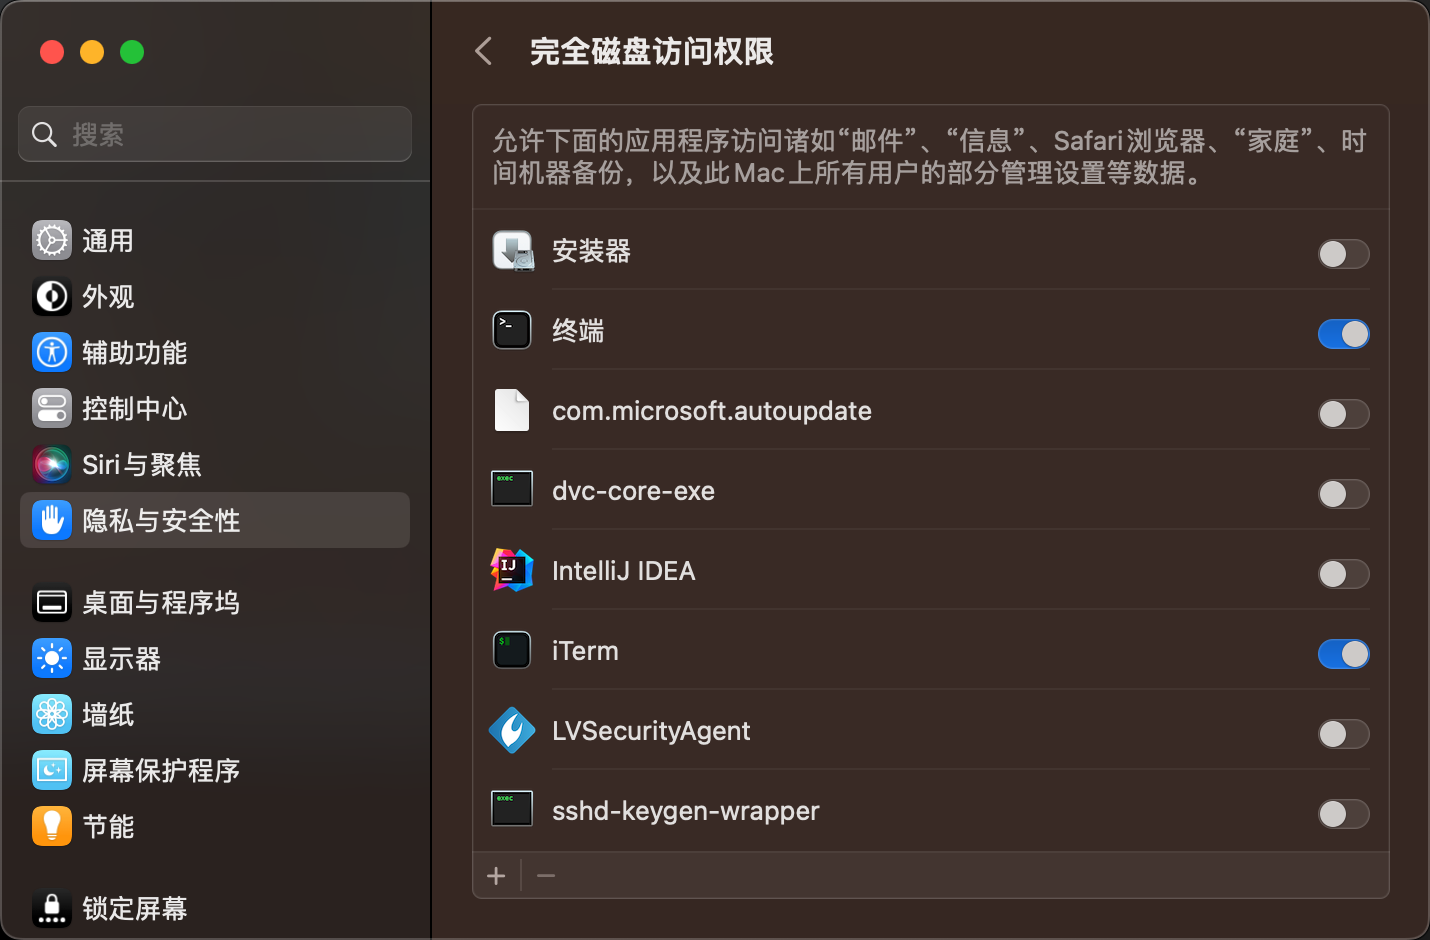 搜索
通用
外观
辅助功能
控制中心
Siri与聚焦
隐私与安全性
桌面与程序坞
显示器
墙纸
屏幕保护程序
节能
锁定屏幕
完全磁盘访问权限
允许下面的应用程序访问诸如“邮件”、“信息”、Safari浏览器、“家庭”、时
间机器备份，以及此Mac上所有用户的部分管理设置等数据。
安装器
>_
终端
com.microsoft.autoupdate
exec
dvc-core-exe
IJ
IntelliJ IDEA
$
iTerm
LVSecurityAgent
exec
sshd-keygen-wrapper